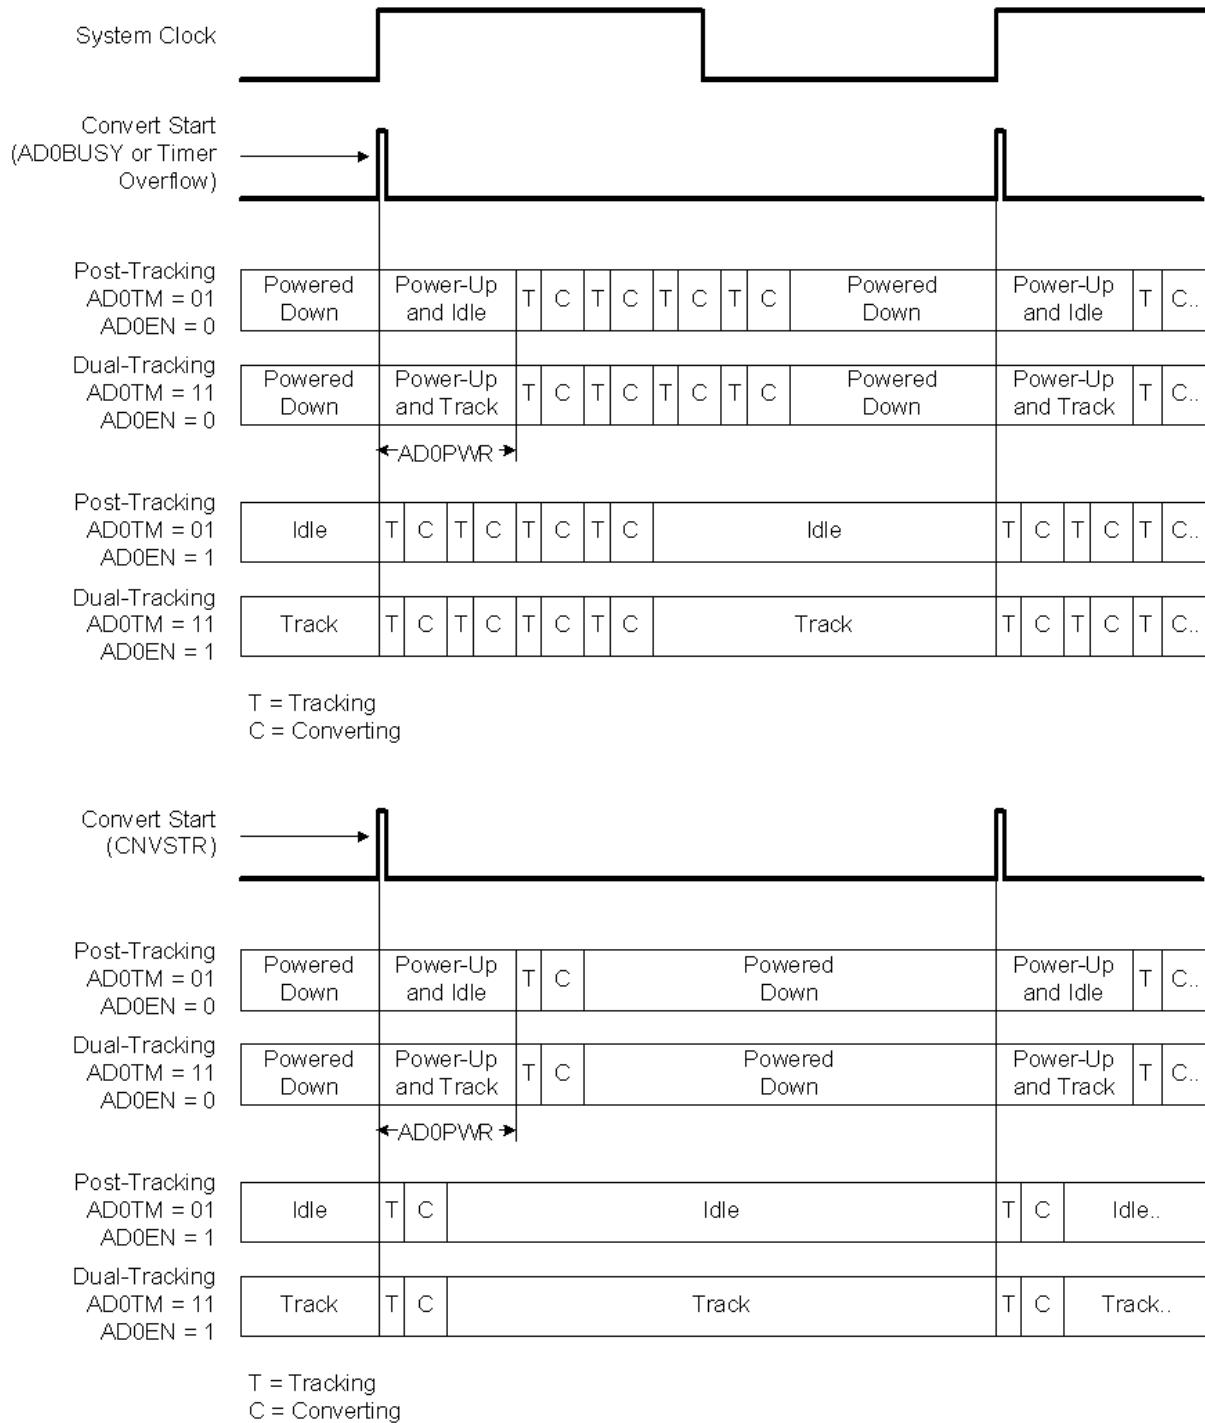 System Clock
Convert Start
(AD0BUSY or Timer
Overflow)
Post-Tracking
AD0TM = 01
AD0EN = 0
Powered
Down
Power-Up
and Idle
T C T C T C T C
Powered
Down
Power-Up
and Idle
T C..
Dual-Tracking
AD0TM = 11
AD0EN = 0
Powered
Down
Power-Up
and Track
T C T C T C T C
Powered
Down
Power-Up
and Track
T C..
AD0PWR
Post-Tracking
AD0TM = 01
AD0EN = 1
Idle T C T C T C T C Idle T C T C T C..
Dual-Tracking
AD0TM = 11
AD0EN = 1
Track T C T C T C T C Track T C T C T C..
T = Tracking
C = Converting
Convert Start
(CNVSTR)
Post-Tracking
AD0TM = 01
AD0EN = 0
Powered
Down
Power-Up
and Idle
T C
Powered
Down
Power-Up
and Idle
T C..
Dual-Tracking
AD0TM = 11
AD0EN = 0
Powered
Down
Power-Up
and Track
T C
Powered
Down
Power-Up
and Track
T C..
AD0PWR
Post-Tracking
AD0TM = 01
AD0EN = 1
Idle T C Idle T C Idle..
Dual-Tracking
AD0TM = 11
AD0EN = 1
Track T C Track T C Track..
T = Tracking
C = Converting